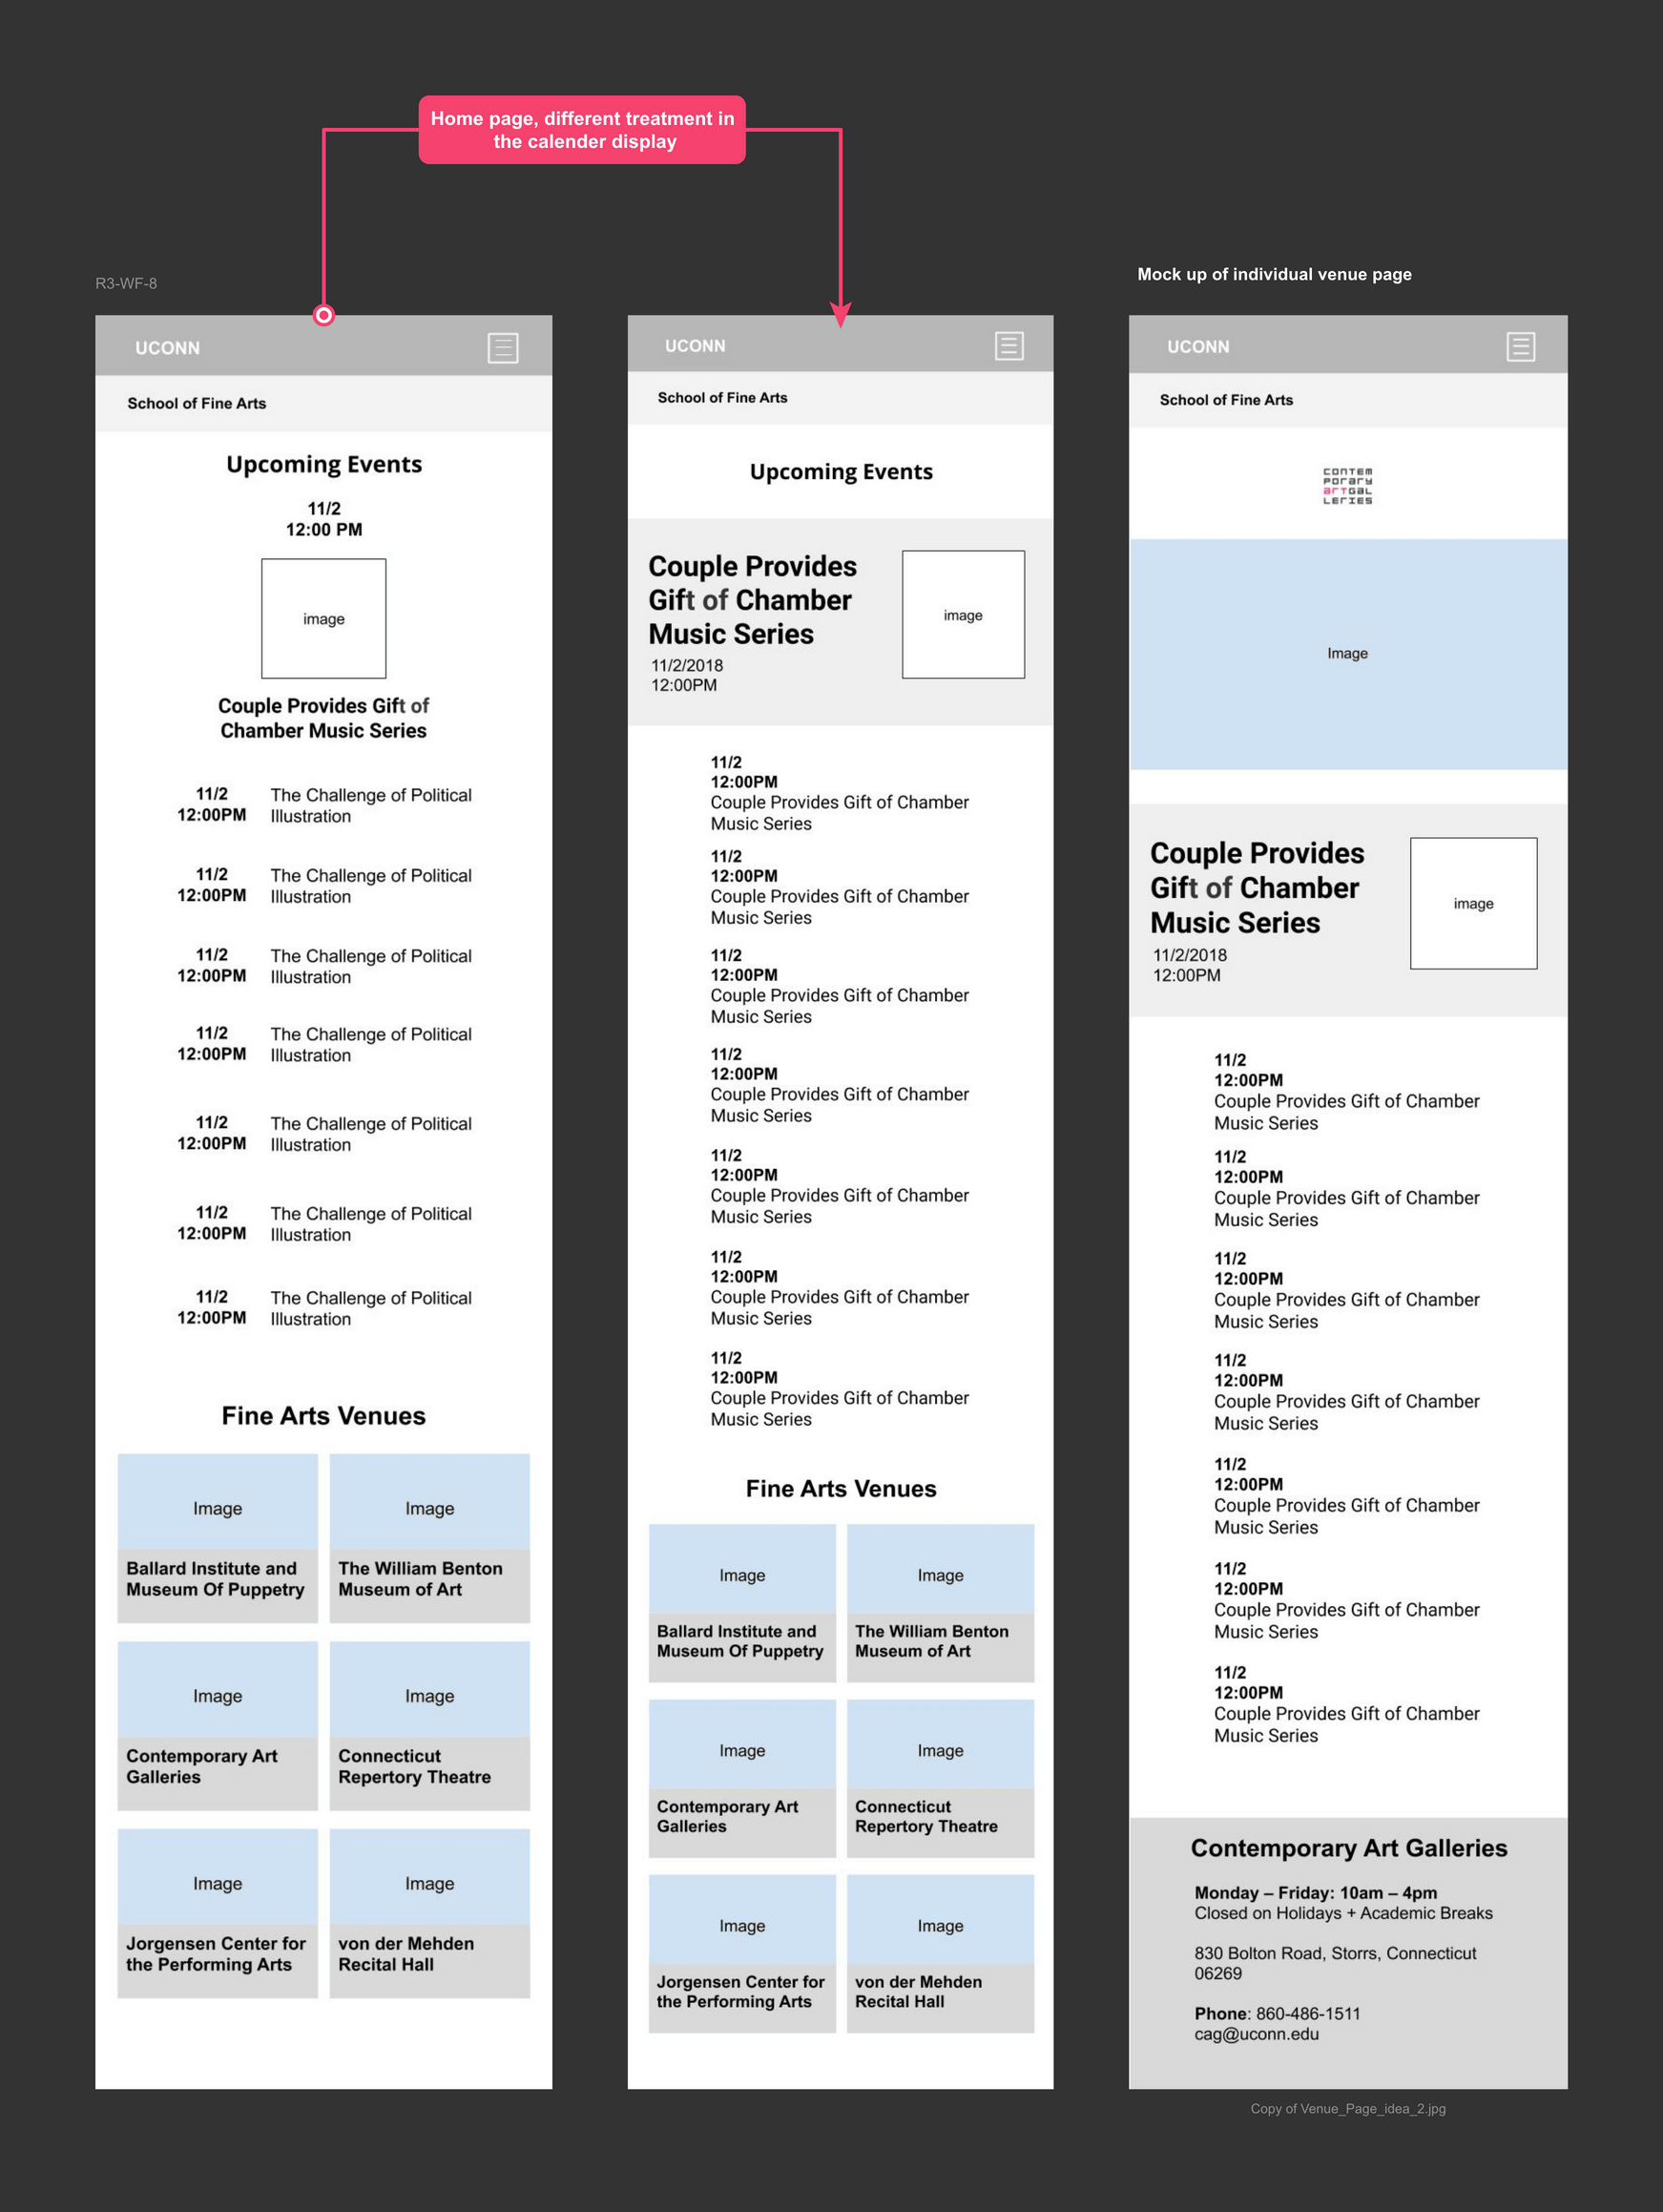 Home page, different treatment in
the calender display
R3-WF-8
UCONN
School of Fine Arts
Upcoming Events
11/2
12:00 PM
image
Couple Provides Gift of
Chamber Music Series
11/2
12:00PM
The Challenge of Political
Illustration
11/2
12:00PM
The Challenge of Political
Illustration
11/2
12:00PM
The Challenge of Political
Illustration
11/2
12:00PM
The Challenge of Political
Illustration
11/2
12:00PM
The Challenge of Political
Illustration
11/2
12:00PM
The Challenge of Political
Illustration
11/2
12:00PM
The Challenge of Political
Illustration
Fine Arts Venues
Image
Ballard Institute and
Museum Of Puppetry
Image
The William Benton
Museum of Art
Image
Contemporary Art
Galleries
Image
Connecticut
Repertory Theatre
Image
Jorgensen Center for
the Performing Arts
Image
von der Mehden
Recital Hall
UCONN
School of Fine Arts
Upcoming Events
Couple Provides
Gift of Chamber
Music Series
11/2/2018
12:00PM
image
11/2
12:00PM
Couple Provides Gift of Chamber
Music Series
11/2
12:00PM
Couple Provides Gift of Chamber
Music Series
11/2
12:00PM
Couple Provides Gift of Chamber
Music Series
11/2
12:00PM
Couple Provides Gift of Chamber
Music Series
11/2
12:00PM
Couple Provides Gift of Chamber
Music Series
11/2
12:00PM
Couple Provides Gift of Chamber
Music Series
11/2
12:00PM
Couple Provides Gift of Chamber
Music Series
Fine Arts Venues
Image
Ballard Institute and
Museum Of Puppetry
Image
The William Benton
Museum of Art
Image
Contemporary Art
Galleries
Image
Connecticut
Repertory Theatre
Image
Jorgensen Center for
the Performing Arts
Image
von der Mehden
Recital Hall
Mock up of individual venue page
UCONN
School of Fine Arts
CONTEM
PORARY
ARTGAL
LERIES
Image
Couple Provides
Gift of Chamber
Music Series
11/2/2018
12:00PM
image
11/2
12:00PM
Couple Provides Gift of Chamber
Music Series
11/2
12:00PM
Couple Provides Gift of Chamber
Music Series
11/2
12:00PM
Couple Provides Gift of Chamber
Music Series
11/2
12:00PM
Couple Provides Gift of Chamber
Music Series
11/2
12:00PM
Couple Provides Gift of Chamber
Music Series
11/2
12:00PM
Couple Provides Gift of Chamber
Music Series
11/2
12:00PM
Couple Provides Gift of Chamber
Music Series
Contemporary Art Galleries
Monday – Friday: 10am – 4pm
Closed on Holidays + Academic Breaks
830 Bolton Road, Storrs, Connecticut
06269
Phone: 860-486-1511
cag@uconn.edu
Copy of Venue_Page_idea_2.jpg